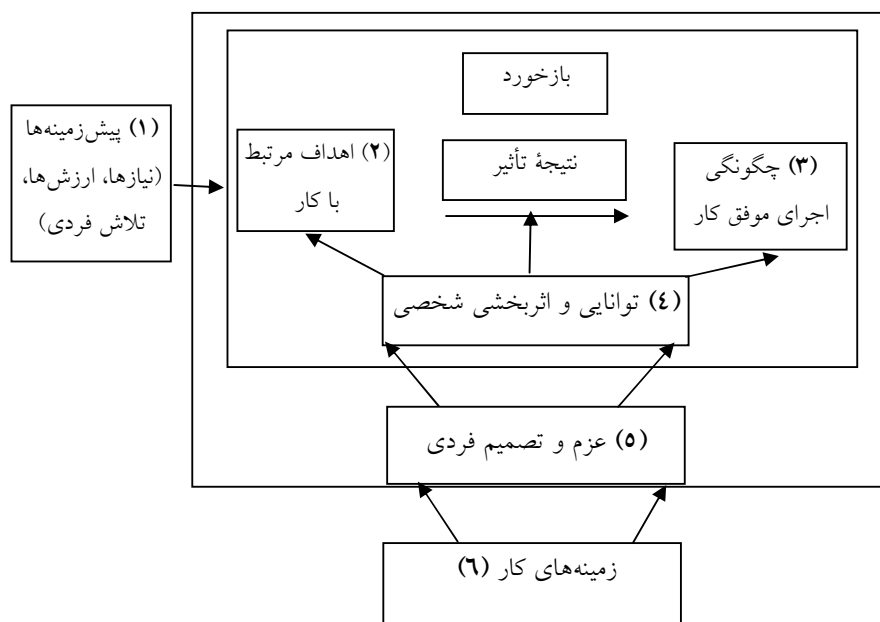 بازخورد
(۱) پیش‌زمینه‌ها
(نیازها، ارزش‌ها،
تلاش فردی)
(۲) اهداف مرتبط
با کار
نتیجۀ تأثیر
(۳) چگونگی
اجرای موفق کار
(٤) توانایی و اثربخشی شخصی
(۵) عزم و تصمیم فردی
زمینه‌های کار (٦)